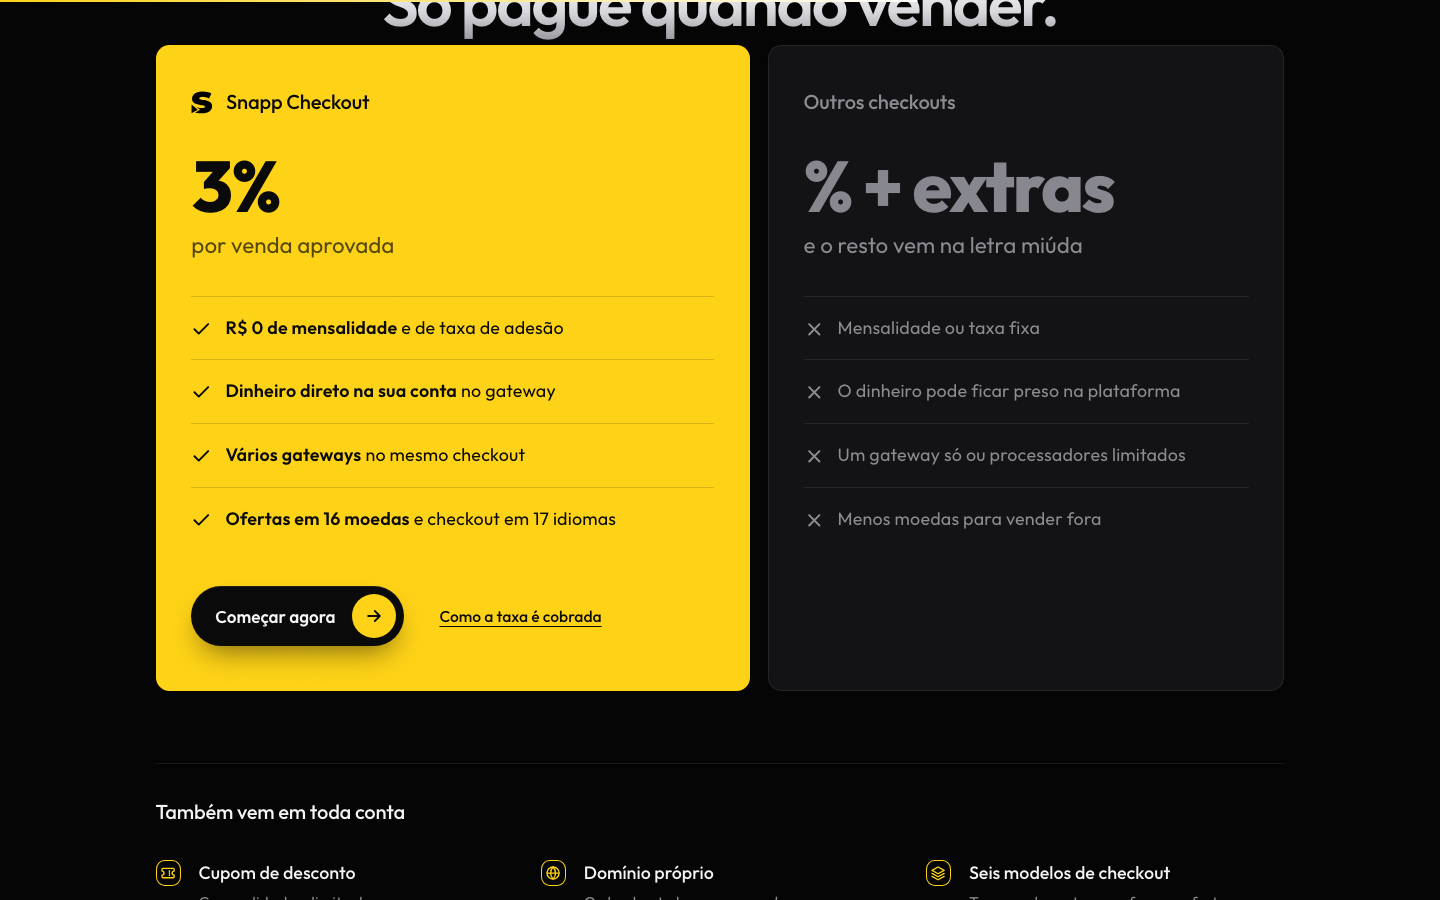 Só pague quando vender.
Snapp Checkout
3%
por venda aprovada
R$ 0 de mensalidade e de taxa de adesão
Dinheiro direto na sua conta no gateway
Vários gateways no mesmo checkout
Ofertas em 16 moedas e checkout em 17 idiomas
Começar agora
Como a taxa é cobrada
Outros checkouts
% + extras
e o resto vem na letra miúda
Mensalidade ou taxa fixa
O dinheiro pode ficar preso na plataforma
Um gateway só ou processadores limitados
Menos moedas para vender fora
Também vem em toda conta
Cupom de desconto
Domínio próprio
Seis modelos de checkout